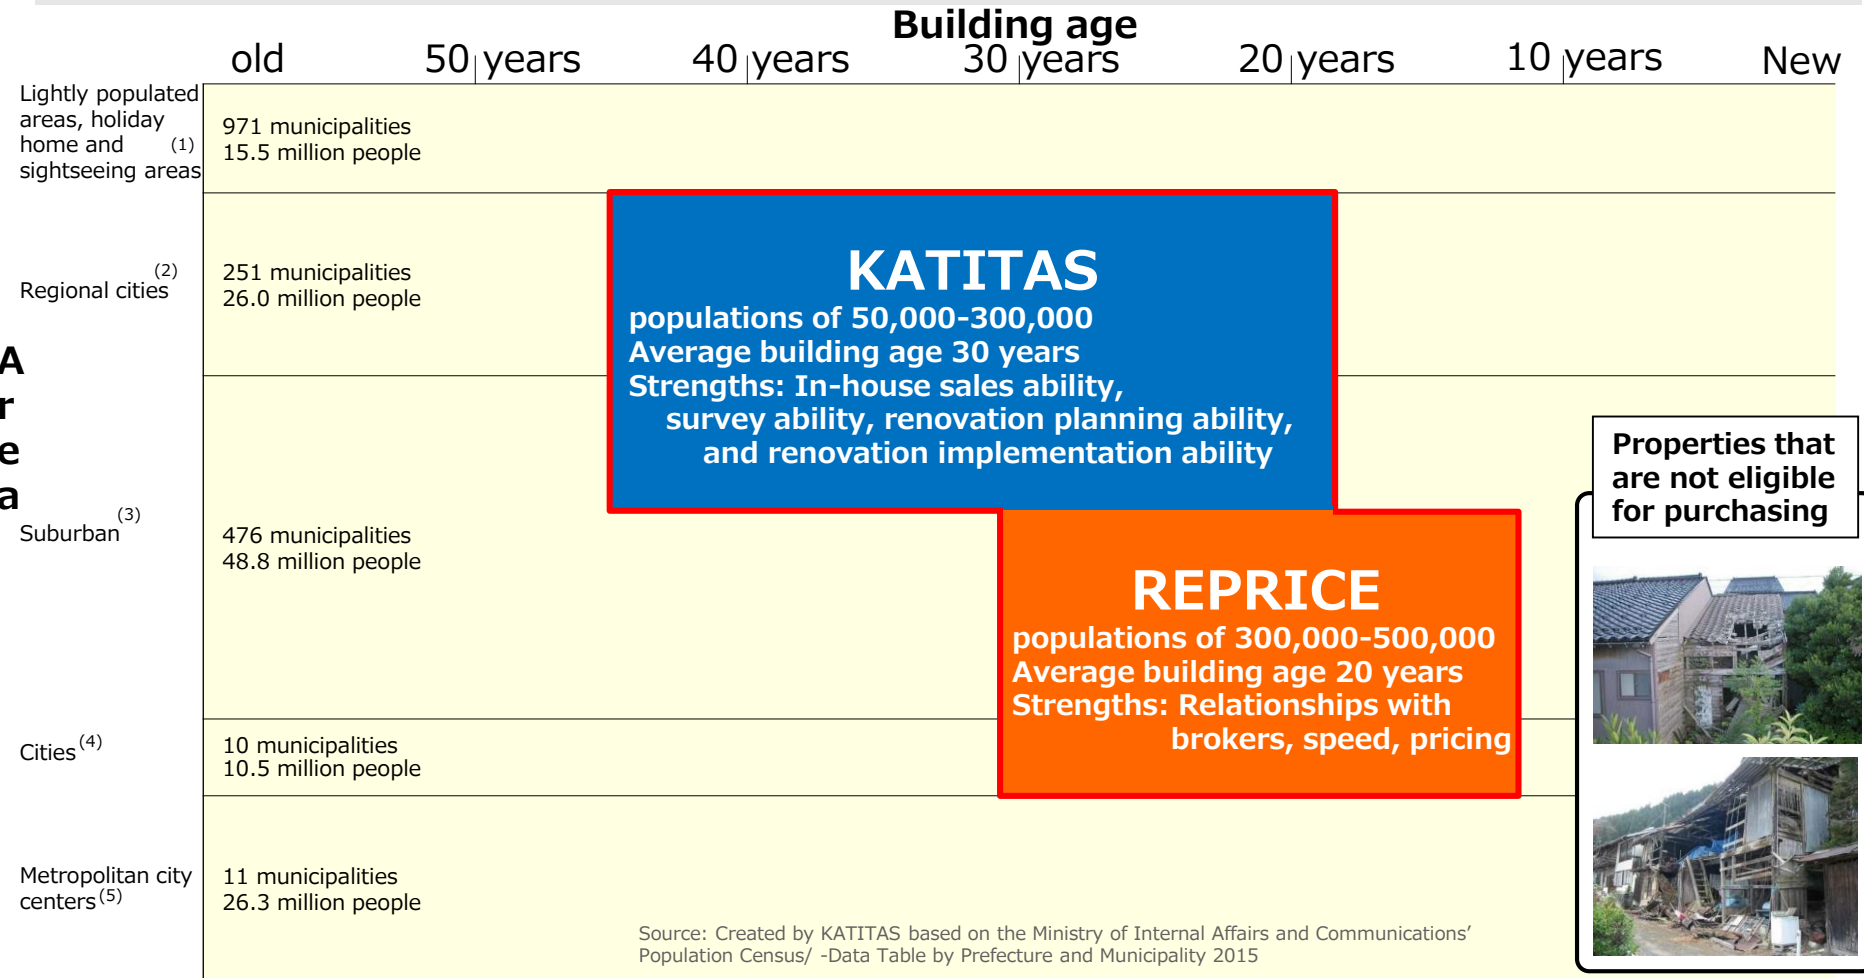 Building age
old 50 years 40 years 30 years 20 years 10 years New
Lightly populated
areas, holiday
home and (1)
sightseeing areas
971 municipalities
15.5 million people
Regional cities (2)
251 municipalities
26.0 million people
KATITAS
populations of 50,000-300,000
Average building age 30 years
Strengths: In-house sales ability,
survey ability, renovation planning ability,
and renovation implementation ability
A
r
e
a
Suburban (3)
476 municipalities
48.8 million people
REPRICE
populations of 300,000-500,000
Average building age 20 years
Strengths: Relationships with
brokers, speed, pricing
Properties that
are not eligible
for purchasing
Cities (4)
10 municipalities
10.5 million people
Metropolitan city
centers (5)
11 municipalities
26.3 million people
Source: Created by KATITAS based on the Ministry of Internal Affairs and Communications’
Population Census/ -Data Table by Prefecture and Municipality 2015